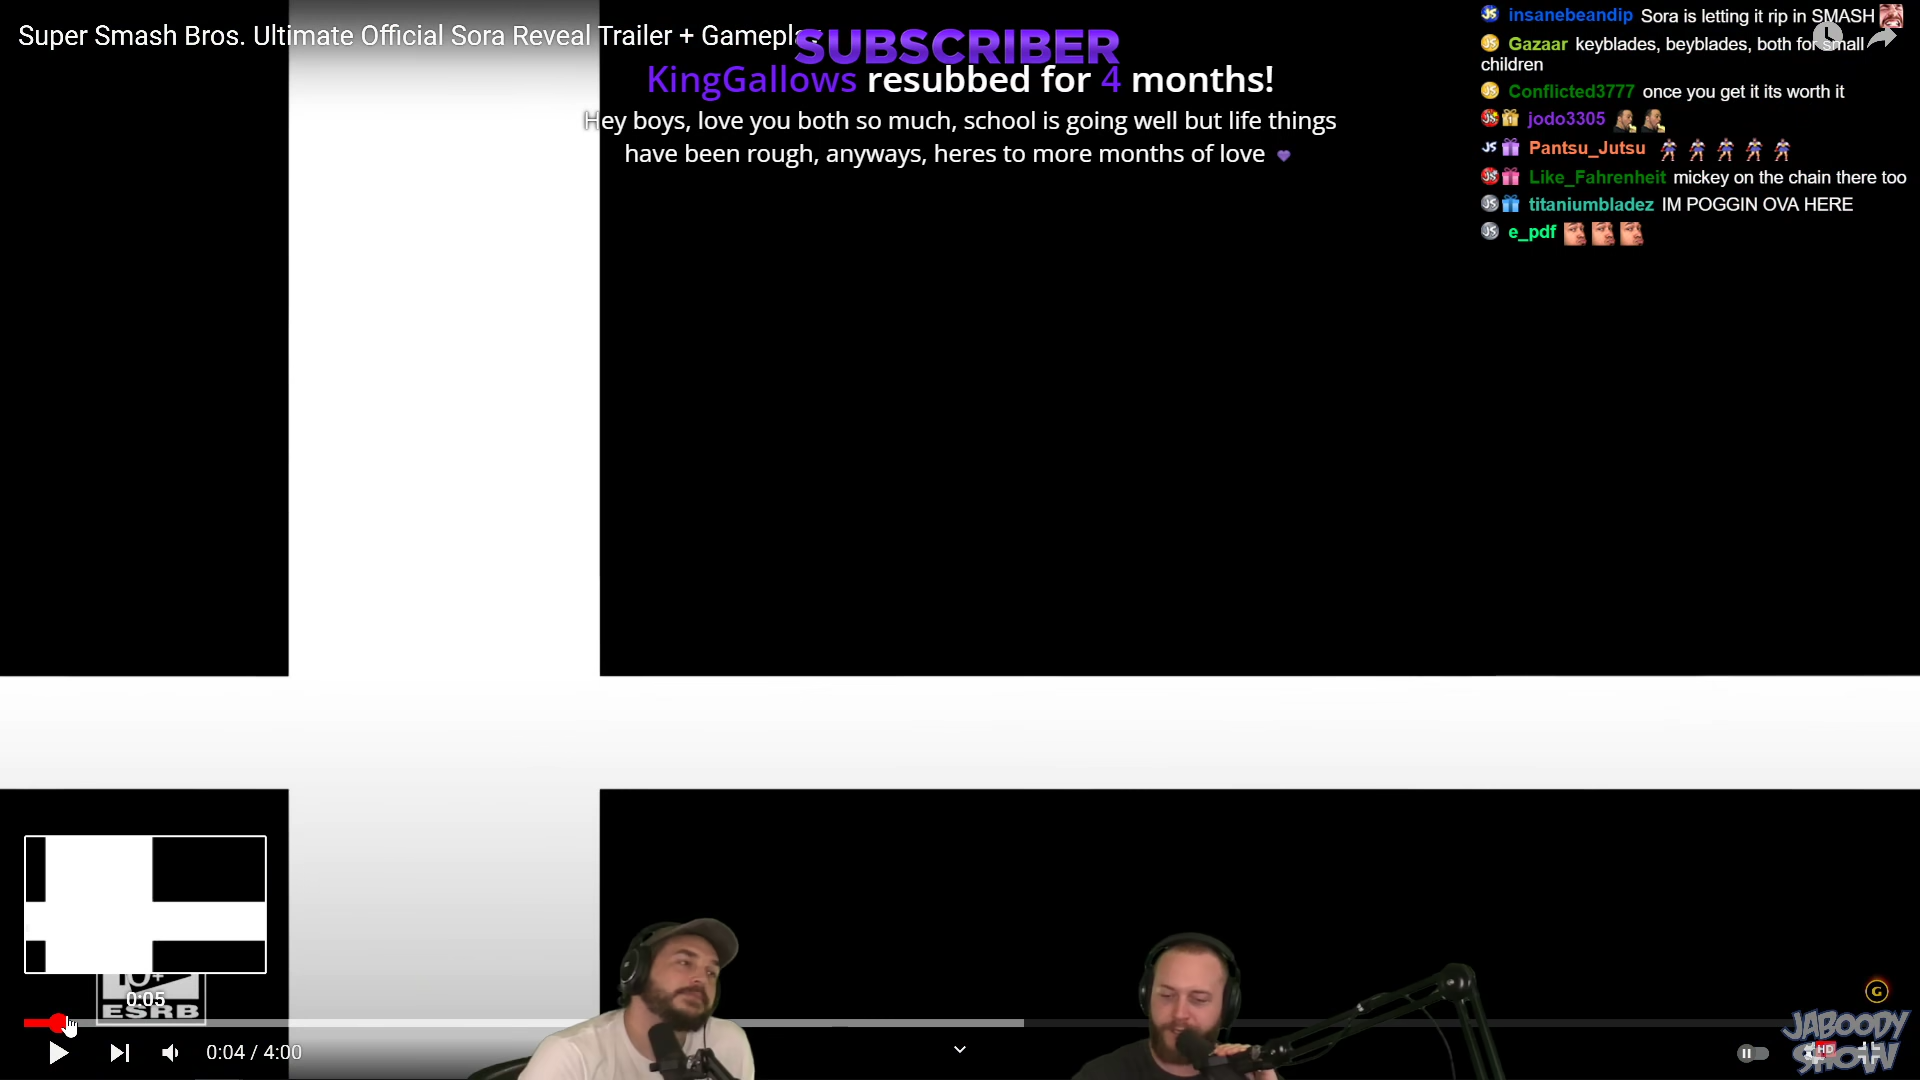 Super Smash Bros. Ultimate Official Sora Reveal Trailer + Gameplay
SUBSCRIBER
KingGallows resubbed for 4 months!
Hey boys, love you both so much, school is going well but life things
have been rough, anyways, heres to more months of love
insanebeandip Sora is letting it rip in SMASH
Gazaar keyblades, beyblades, both for small
children
Conflicted3777 once you get it its worth it
jodo3305
Pantsu_Jutsu
Like_Fahrenheit mickey on the chain there too
titaniumbladez IM POGGIN OVA HERE
e_pdf
10+
0:05
ESRB
0:04 / 4:00
G
HD
JABOODY
SHOW